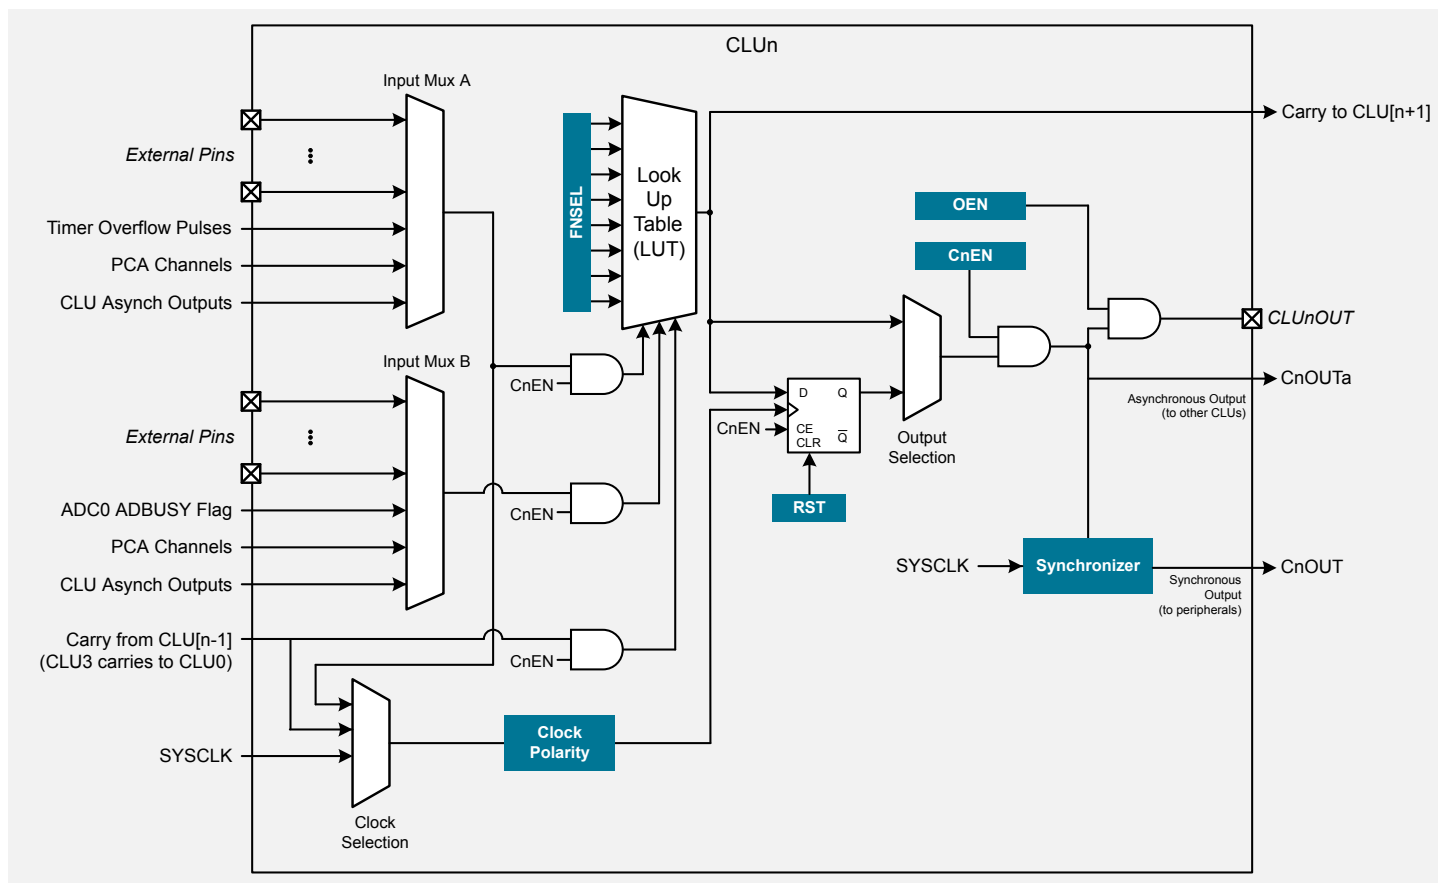 CLUn
Input Mux A
External Pins
Timer Overflow Pulses
PCA Channels
CLU Asynch Outputs
Input Mux B
External Pins
ADC0 ADBUSY Flag
PCA Channels
CLU Asynch Outputs
Carry from CLU[n-1]
(CLU3 carries to CLU0)
SYSCLK
Clock
Selection
Clock
Polarity
FNSEL
Look
Up
Table
(LUT)
CnEN
CnEN
CnEN
CnEN
D
Q
CE
CLR
Q̅
RST
Output
Selection
OEN
CnEN
SYSCLK
Synchronizer
Carry to CLU[n+1]
CLUnOUT
CnOUTa
Asynchronous Output
(to other CLUs)
CnOUT
Synchronous
Output
(to peripherals)